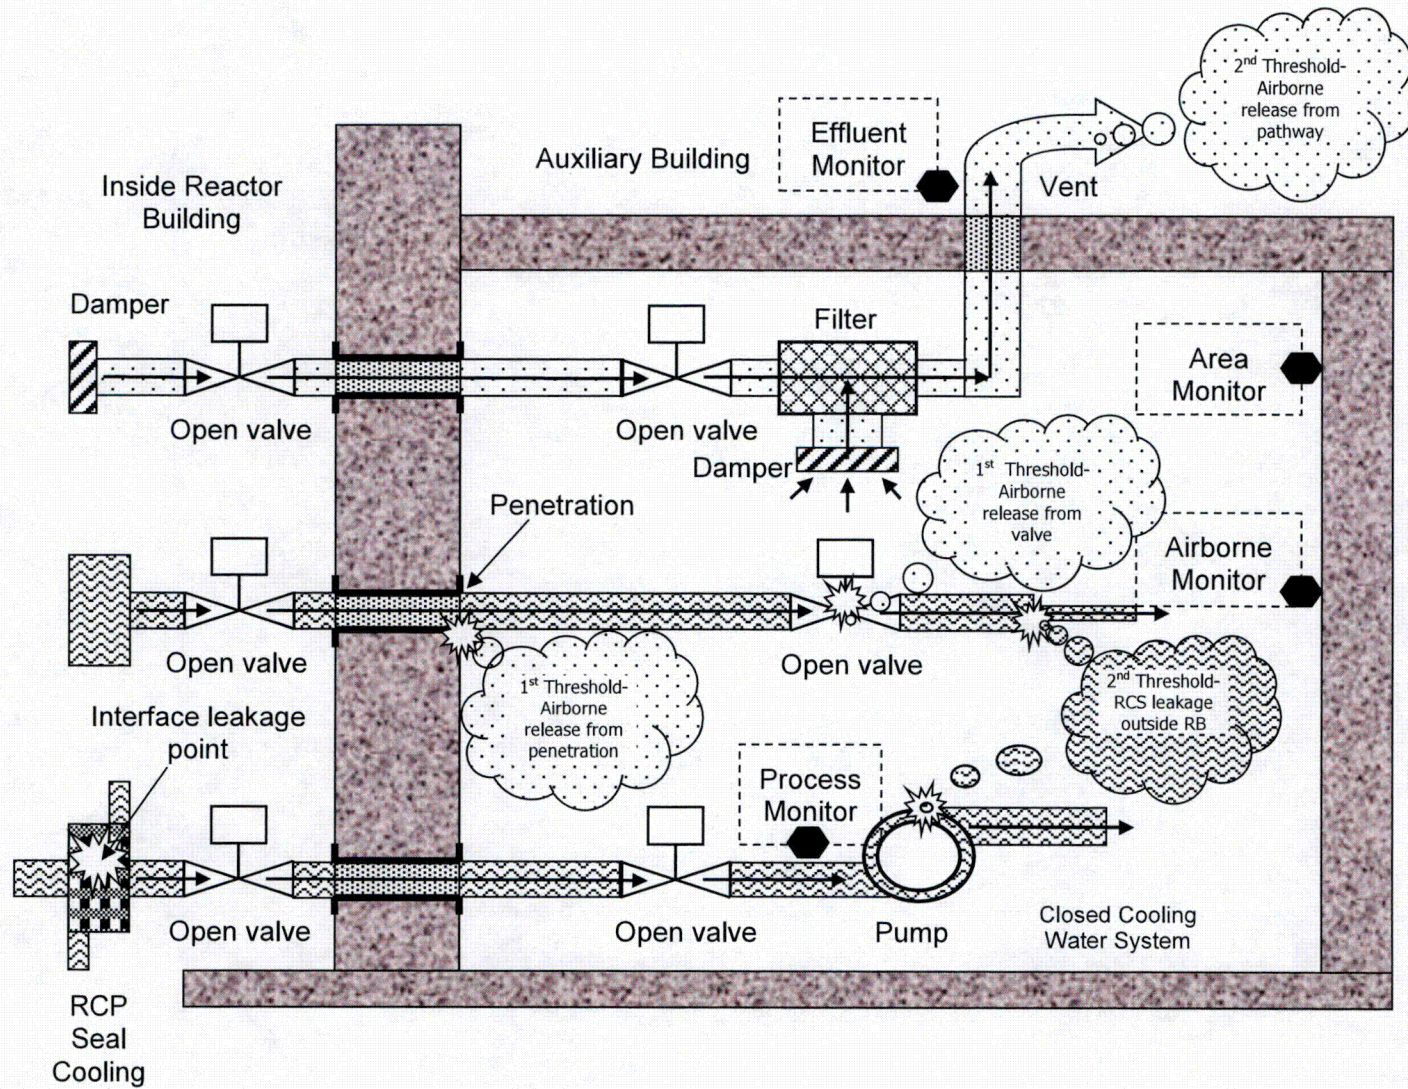 2nd Threshold-
Airborne
release from
pathway
Effluent
Monitor
Auxiliary Building
Vent
Inside Reactor
Building
Damper
Filter
Area
Monitor
Open valve
Open valve
Damper
1st Threshold-
Airborne
release from
valve
Penetration
Airborne
Monitor
Open valve
Open valve
1st Threshold-
Airborne
release from
penetration
2nd Threshold-
RCS leakage
outside RB
Interface leakage
point
Process
Monitor
Open valve
Open valve
Pump
Closed Cooling
Water System
RCP
Seal
Cooling